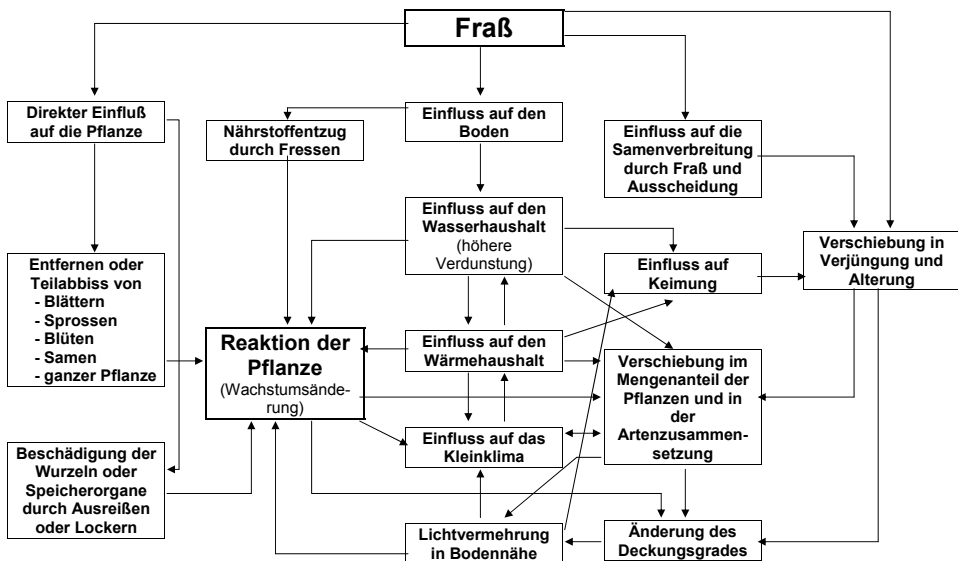 Fraß
Direkter Einfluß
auf die Pflanze
Nährstoffentzug
durch Fressen
Einfluss auf den
Boden
Einfluss auf die
Samenverbreitung
durch Fraß und
Ausscheidung
Einfluss auf den
Wasserhaushalt
(höhere
Verdunstung)
Entfernen oder
Teilabbiss von
- Blättern
- Sprossen
- Blüten
- Samen
- ganzer Pflanze
Einfluss auf
Keimung
Verschiebung in
Verjüngung und
Alterung
Reaktion der
Pflanze
(Wachstumsände-
rung)
Einfluss auf den
Wärmehaushalt
Verschiebung im
Mengenanteil der
Pflanzen und in
der
Artenzusammen-
setzung
Einfluss auf das
Kleinklima
Beschädigung der
Wurzeln oder
Speicherorgane
durch Ausreißen
oder Lockern
Lichtvermehrung
in Bodennähe
Änderung des
Deckungsgrades